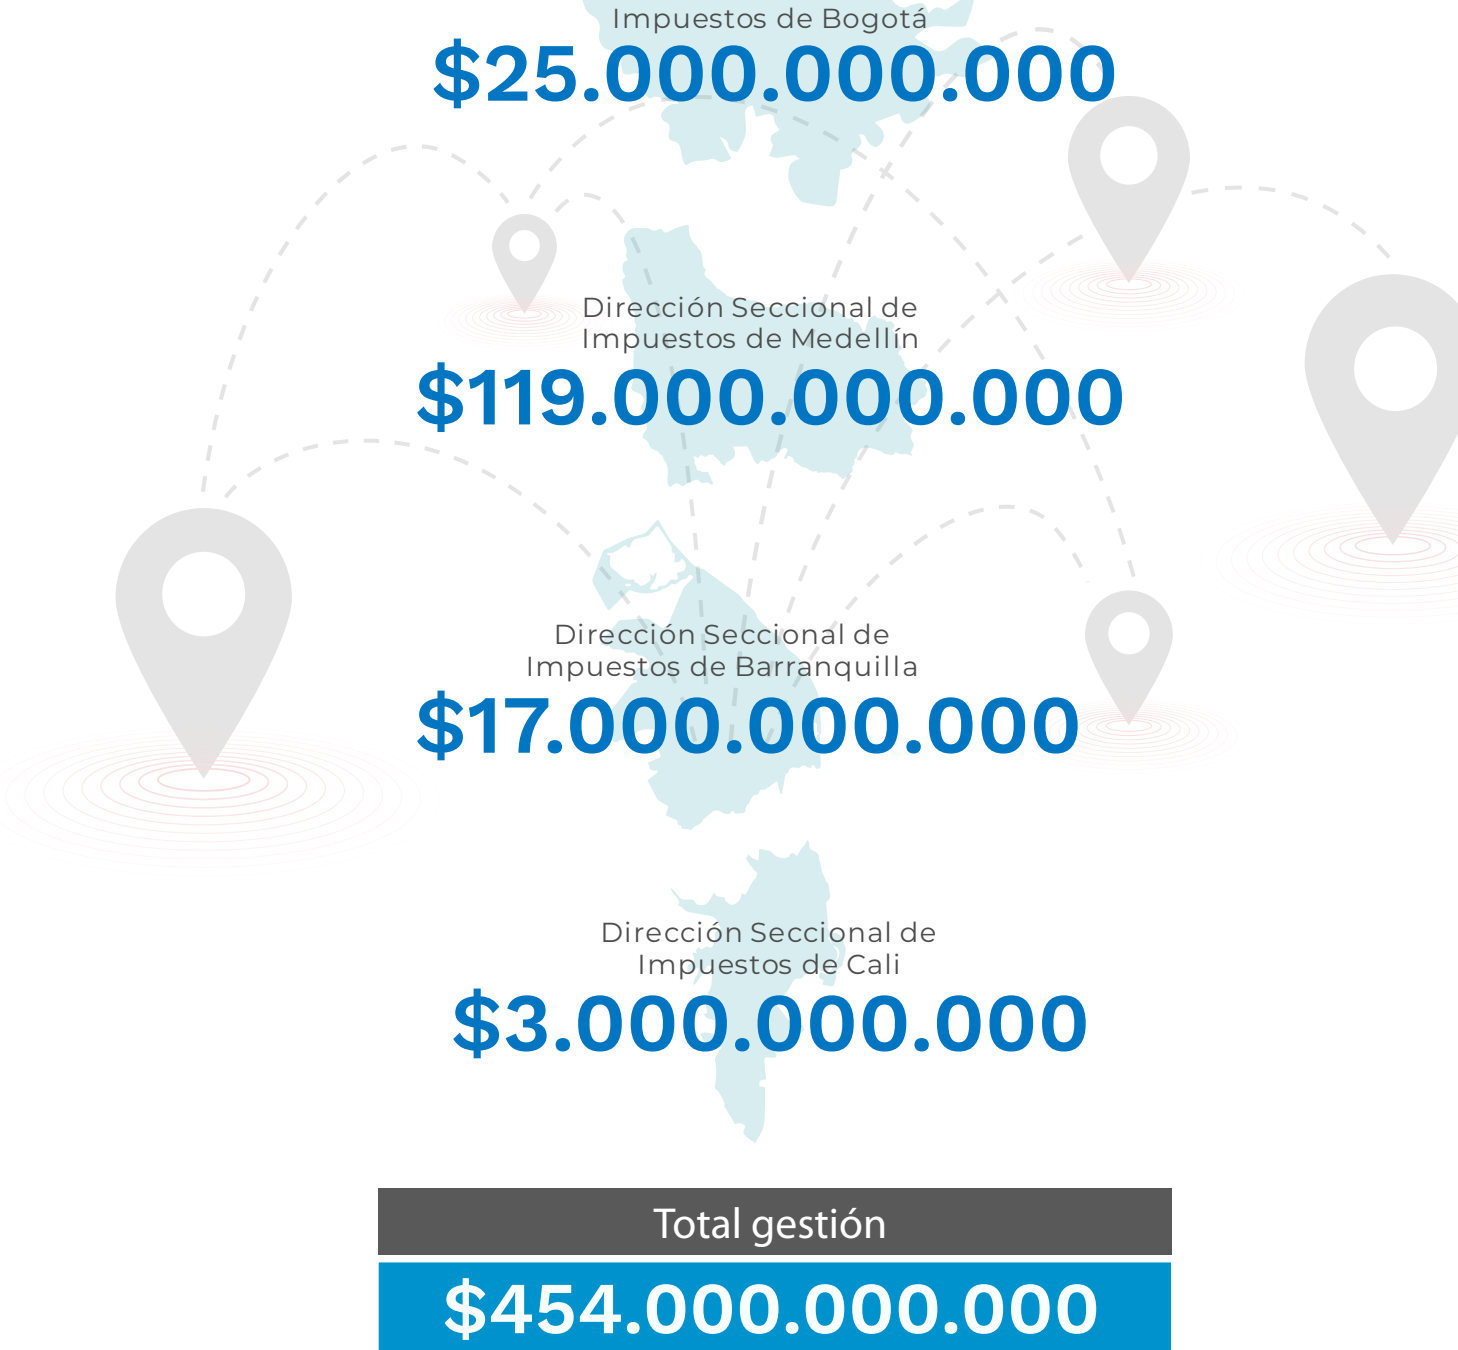 Impuestos de Bogotá
$25.000.000.000
Dirección Seccional de
Impuestos de Medellín
$119.000.000.000
Dirección Seccional de
Impuestos de Barranquilla
$17.000.000.000
Dirección Seccional de
Impuestos de Cali
$3.000.000.000
Total gestión
$454.000.000.000